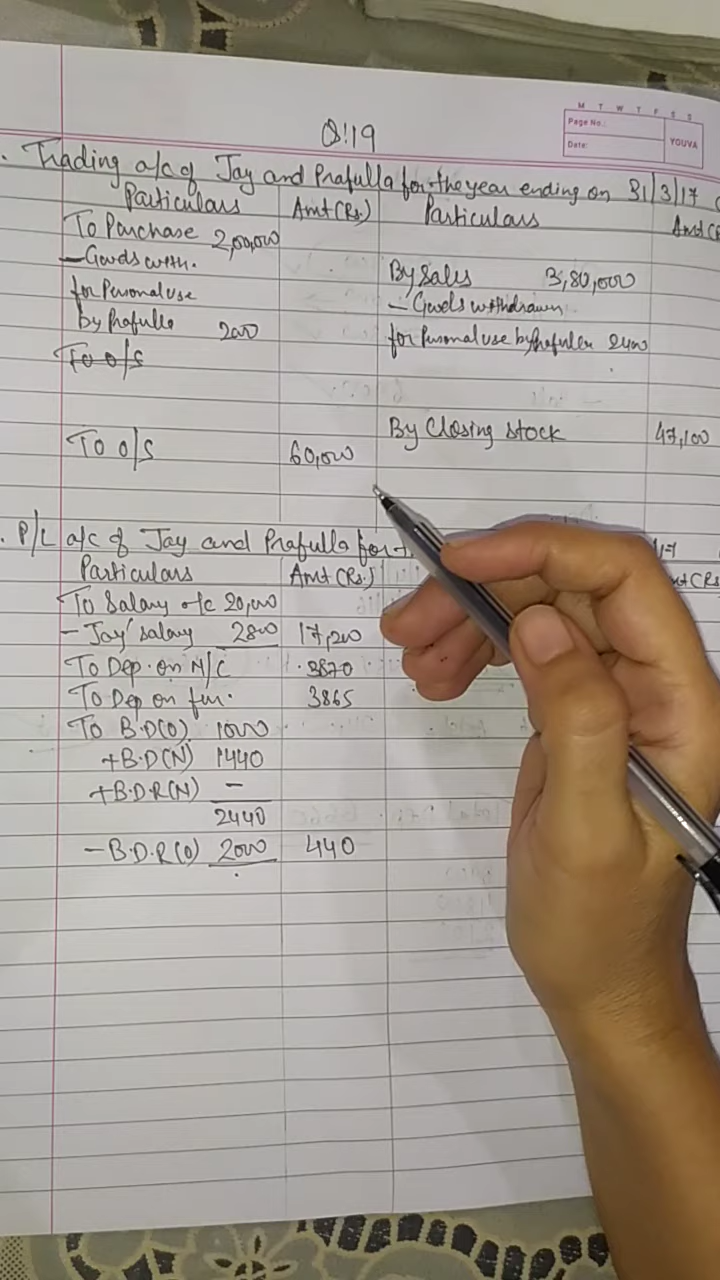 M T W T F S S
Page No.:
Date:
YOUVA
Q:19
Trading a/c of Jay and Prafulla for the year ending on 31/3/17
Particulars Amt(Rs.) Particulars
To Purchase 2,00,000
- Goods with.
for Personal use
by Prafulla 2000
To O/S
By Sales 3,80,000
- Goods withdrawn
for Personal use by Prafulla 2400
By Closing stock 47,100
To O/S 60,000
P/L a/c of Jay and Prafulla for
Particulars Amt(Rs.)
To Salary a/c 20,000
- Jay' salary 2800 17,200
To Dep. on M/C 3870
To Dep on fur. 3865
To B.D(O) 1000
+B.D(N) 1440
+B.D.R(N) -
2440
- B.D.R(O) 2000 440